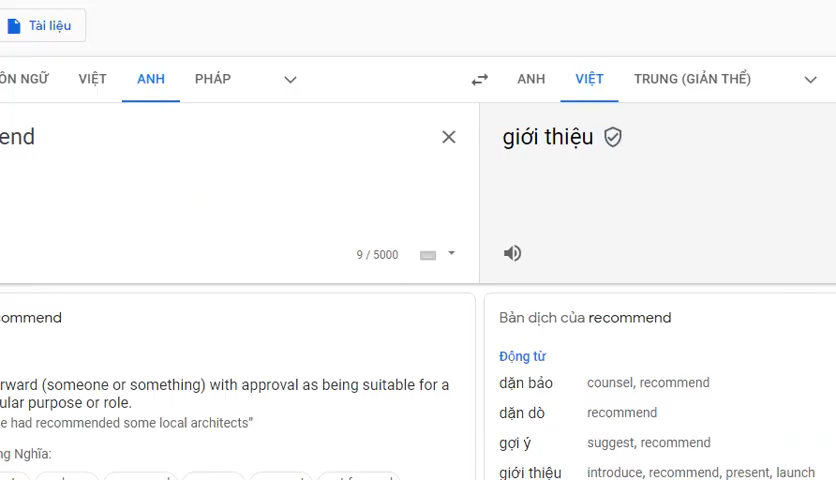 Tài liệu
ÔN NGỮ VIỆT ANH PHÁP ANH VIỆT TRUNG (GIẢN THỂ)
end
giới thiệu
9 / 5000
commend
Bản dịch của recommend
Động từ
rward (someone or something) with approval as being suitable for a
ular purpose or role.
e had recommended some local architects"
ng Nghĩa:
dặn bảo counsel, recommend
dặn dò recommend
gợi ý suggest, recommend
giới thiệu introduce, recommend, present, launch